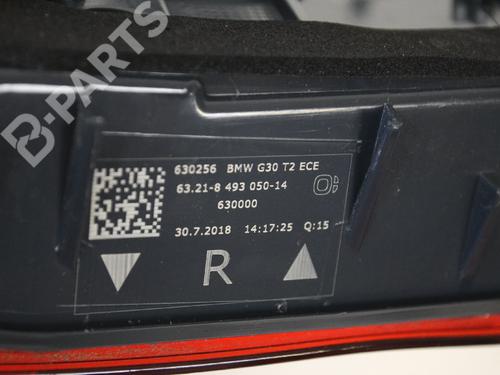 B-PARTS
630256 BMW G30 T2 ECE
63.21-8 493 050-14
630000
30.7.2018 14:17:25 Q:15
R